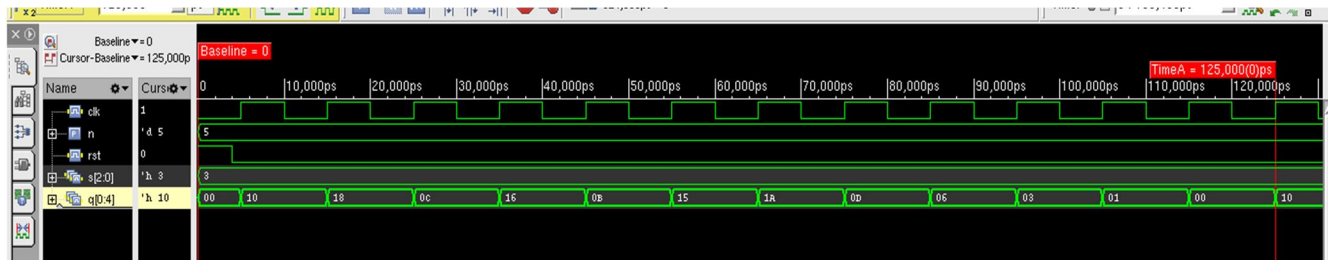 Baseline▼= 0
Cursor-Baseline▼= 125,000p
Baseline = 0
TimeA = 125,000(0)ps
Name
0 10,000ps 20,000ps 30,000ps 40,000ps 50,000ps 60,000ps 70,000ps 80,000ps 90,000ps 100,000ps 110,000ps 120,000ps
clk 1
n 'd 5 5
rst 0
s[2:0] 'h 3 3
q[0:4] 'h 10 00 10 18 0C 16 0B 15 1A 0D 06 03 01 00 10